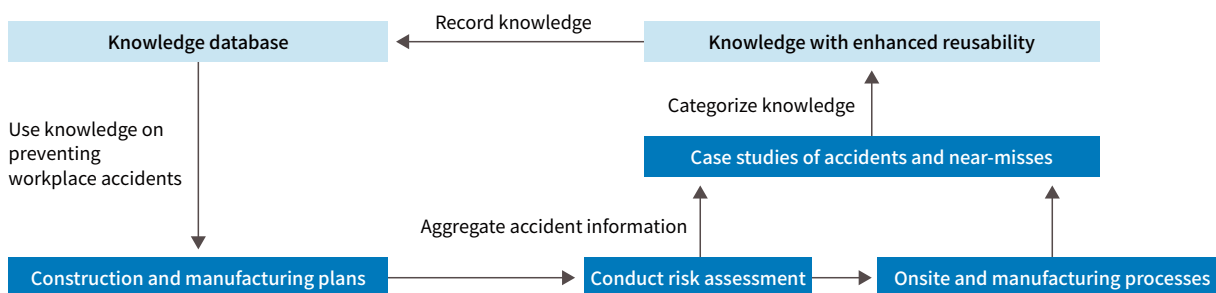 Record knowledge
Knowledge database
Knowledge with enhanced reusability
Categorize knowledge
Use knowledge on
preventing
workplace accidents
Case studies of accidents and near-misses
Aggregate accident information
Construction and manufacturing plans
Conduct risk assessment
Onsite and manufacturing processes